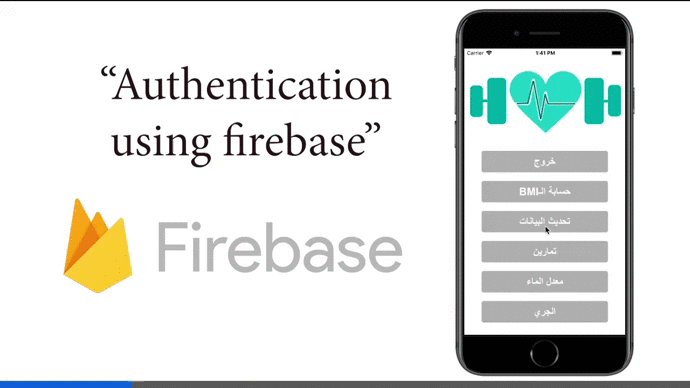 “Authentication
using firebase”
Firebase
Carrier
1:41 PM
خروج
حسابة الـBMI
تحديث البيانات
تمارين
معدل الماء
الجري